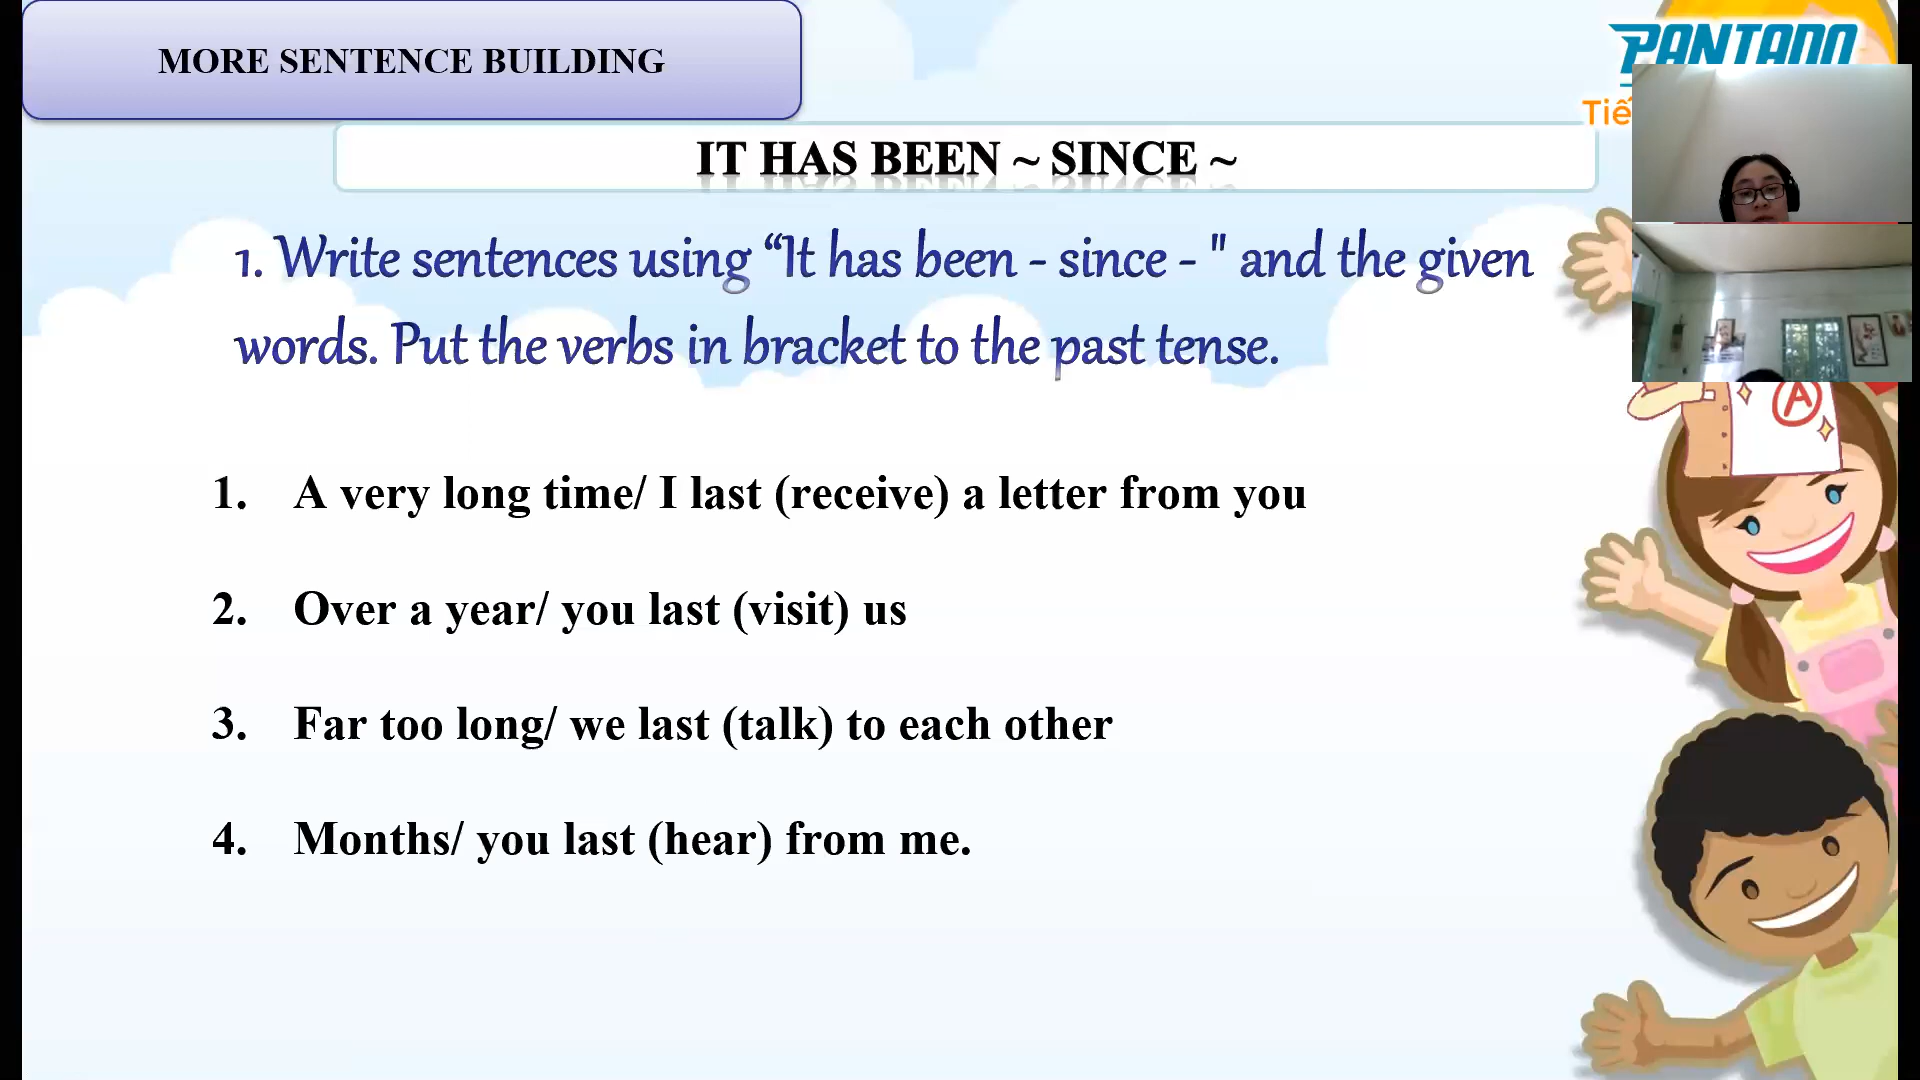 MORE SENTENCE BUILDING
PANTADO
Tiế
IT HAS BEEN ~ SINCE ~
1. Write sentences using “It has been - since - " and the given
words. Put the verbs in bracket to the past tense.
1. A very long time/ I last (receive) a letter from you
2. Over a year/ you last (visit) us
3. Far too long/ we last (talk) to each other
4. Months/ you last (hear) from me.
A